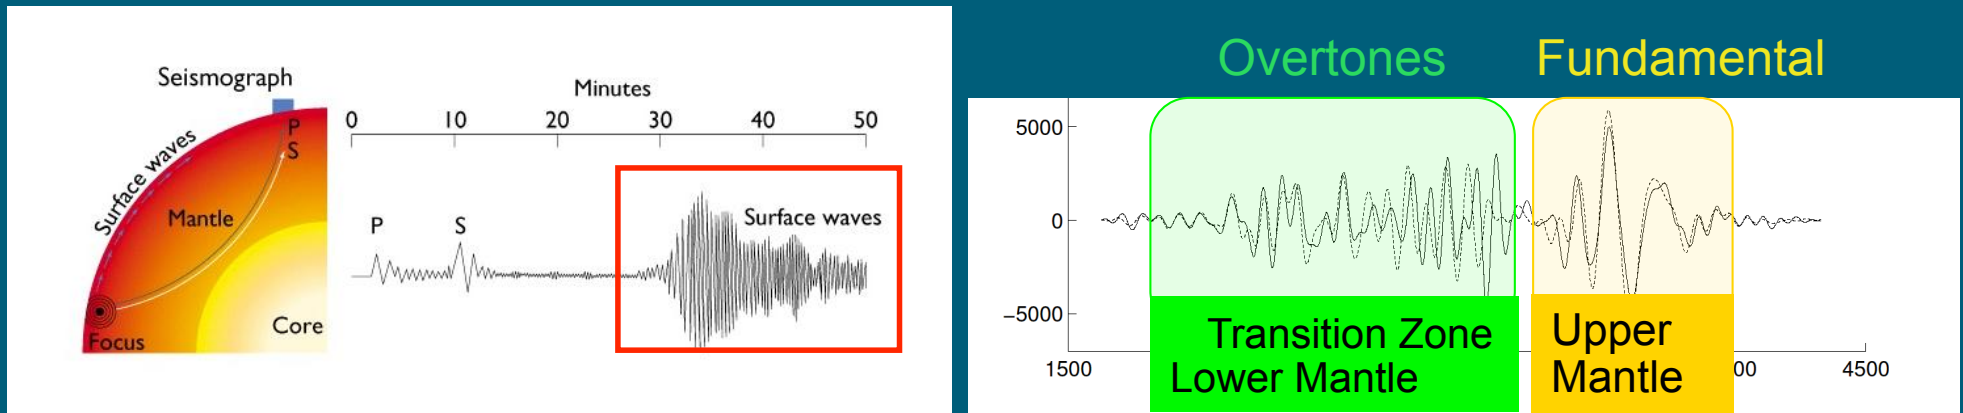 Seismograph
Minutes
0 10 20 30 40 50
P
S
Surface waves
Mantle
Core
Focus
P S
Surface waves
Overtones Fundamental
5000
0
−5000
1500 00 4500
Transition Zone
Lower Mantle
Upper
Mantle